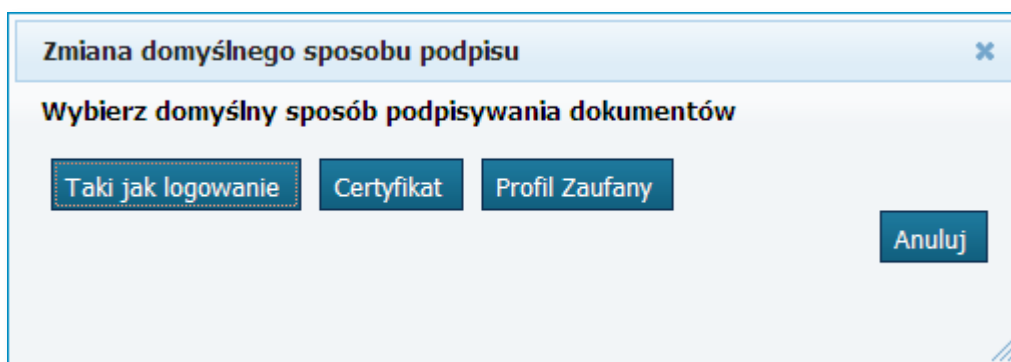 Zmiana domyślnego sposobu podpisu
Wybierz domyślny sposób podpisywania dokumentów
Taki jak logowanie Certyfikat Profil Zaufany
Anuluj